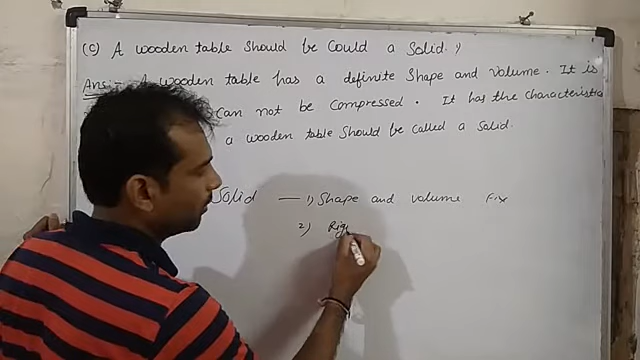 (C) A wooden table should be could a Solid. 
Ans:- A wooden table has a definite shape and volume. It is
can not be compressed. It has the characteristics
a wooden table should be called a solid.
Solid — 1) Shape and volume Fix
2) Rig